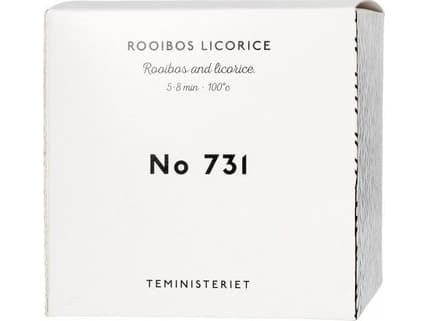 ROOIBOS LICORICE
Rooibos and licorice.
5-8 min · 100°c
No 731
TEMINISTERIET